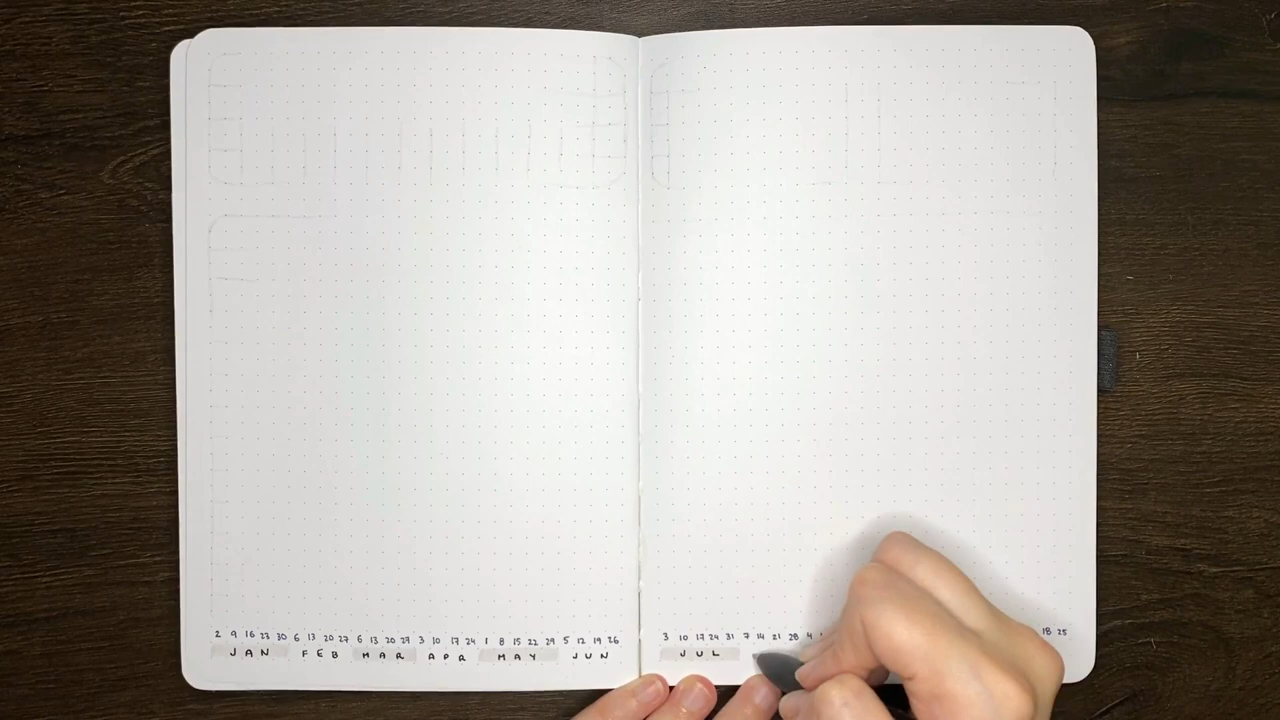 2 9 16 23 30 6 13 20 27 6 13 20 27 3 10 17 24 1 8 15 22 29 5 12 19 26
JAN FEB MAR APR MAY JUN
3 10 17 24 31 7 14 21 28 4 18 25
JUL